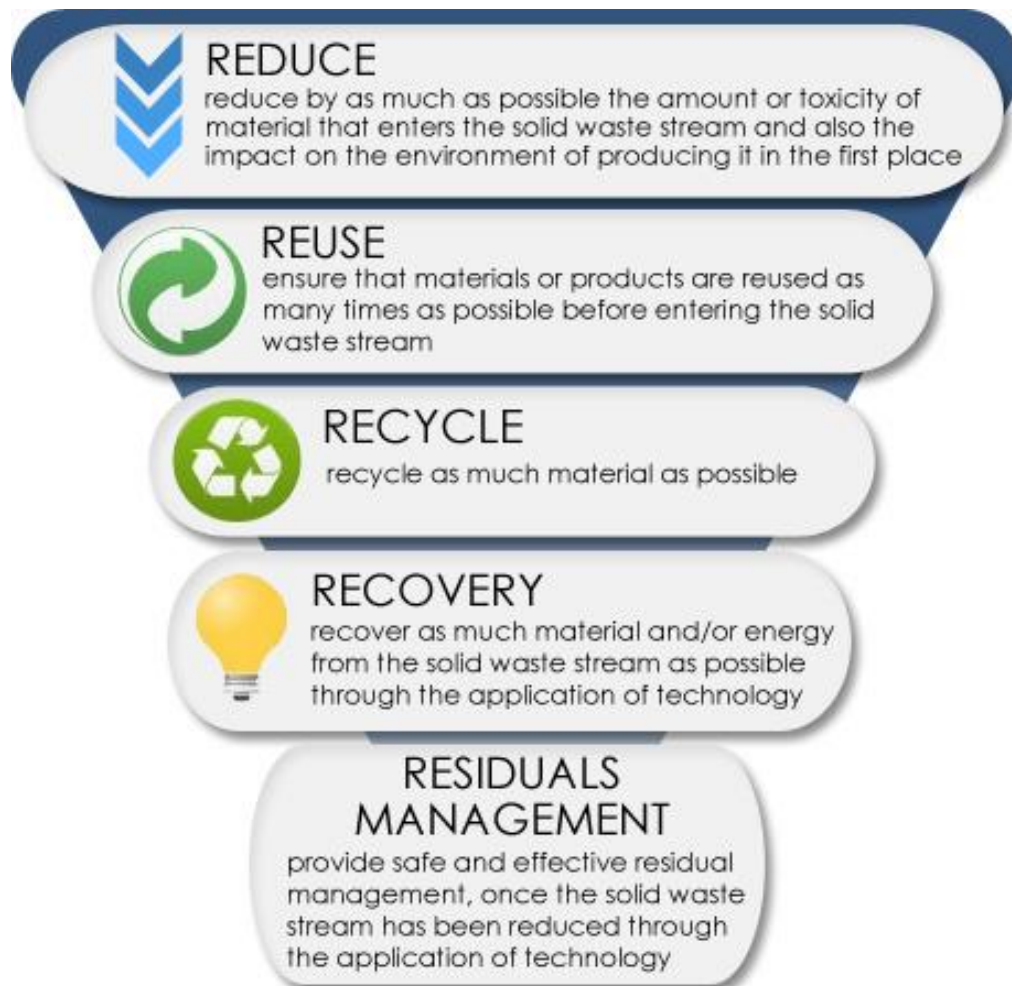 REDUCE
reduce by as much as possible the amount or toxicity of
material that enters the solid waste stream and also the
impact on the environment of producing it in the first place
REUSE
ensure that materials or products are reused as
many times as possible before entering the solid
waste stream
RECYCLE
recycle as much material as possible
RECOVERY
recover as much material and/or energy
from the solid waste stream as possible
through the application of technology
RESIDUALS
MANAGEMENT
provide safe and effective residual
management, once the solid waste
stream has been reduced through
the application of technology